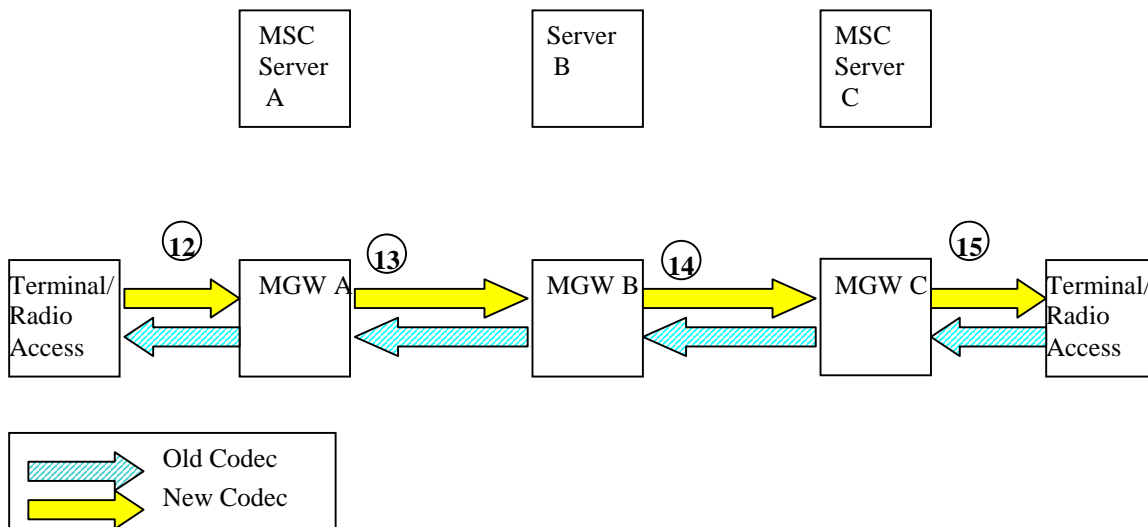 MSC
Server
A
Server
B
MSC
Server
C
12
13
14
15
Terminal/
Radio
Access
MGW A
MGW B
MGW C
Terminal/
Radio
Access
Old Codec
New Codec